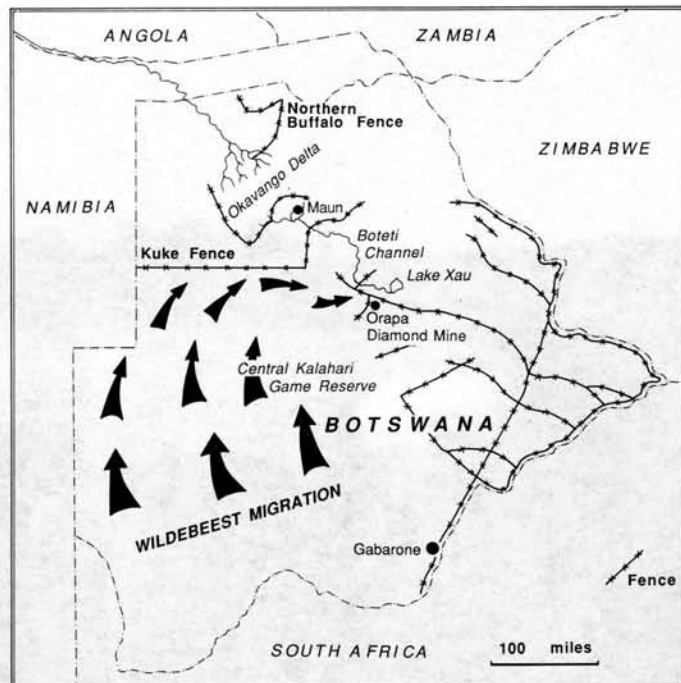 ANGOLA
ZAMBIA
Northern
Buffalo Fence
ZIMBABWE
Okavango Delta
NAMIBIA
Maun
Kuke Fence
Boteti
Channel
Lake Xau
Orapa
Diamond Mine
Central Kalahari
Game Reserve
BOTSWANA
WILDEBEEST MIGRATION
Gabarone
Fence
SOUTH AFRICA
100 miles